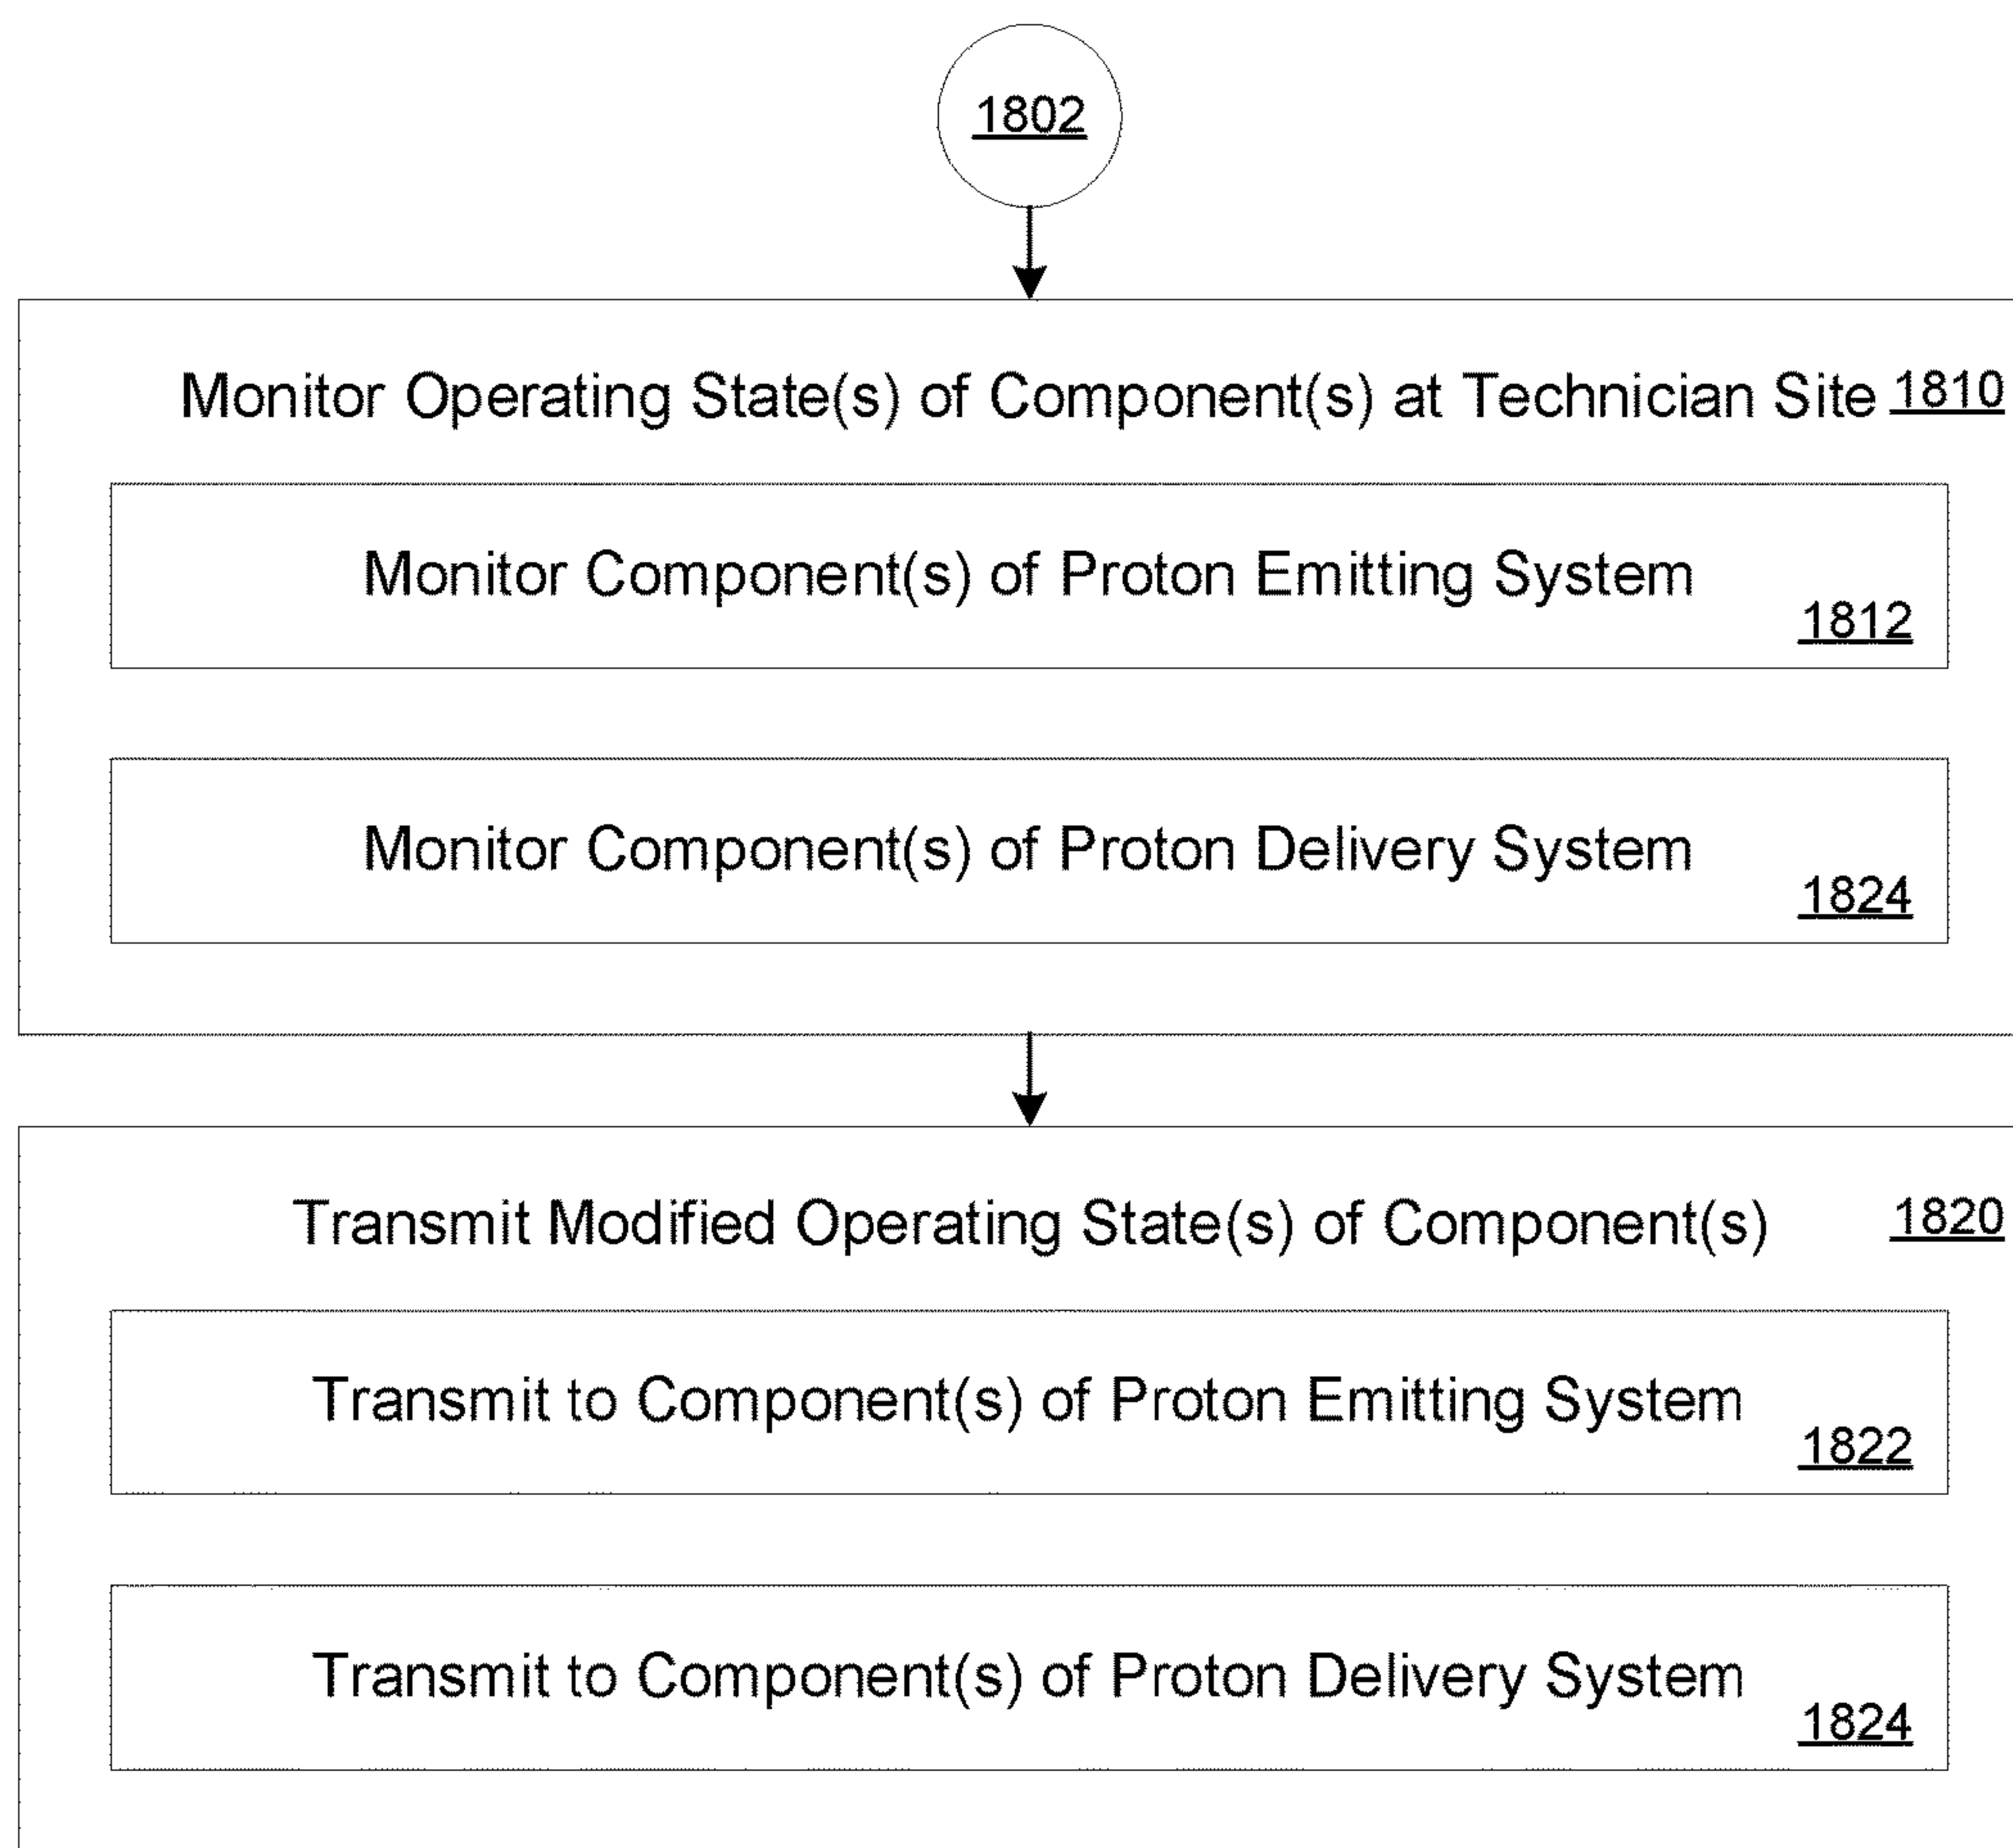 1802
Monitor Operating State(s) of Component(s) at Technician Site 1810
Monitor Component(s) of Proton Emitting System
1812
Monitor Component(s) of Proton Delivery System
1824
Transmit Modified Operating State(s) of Component(s) 1820
Transmit to Component(s) of Proton Emitting System
1822
Transmit to Component(s) of Proton Delivery System
1824